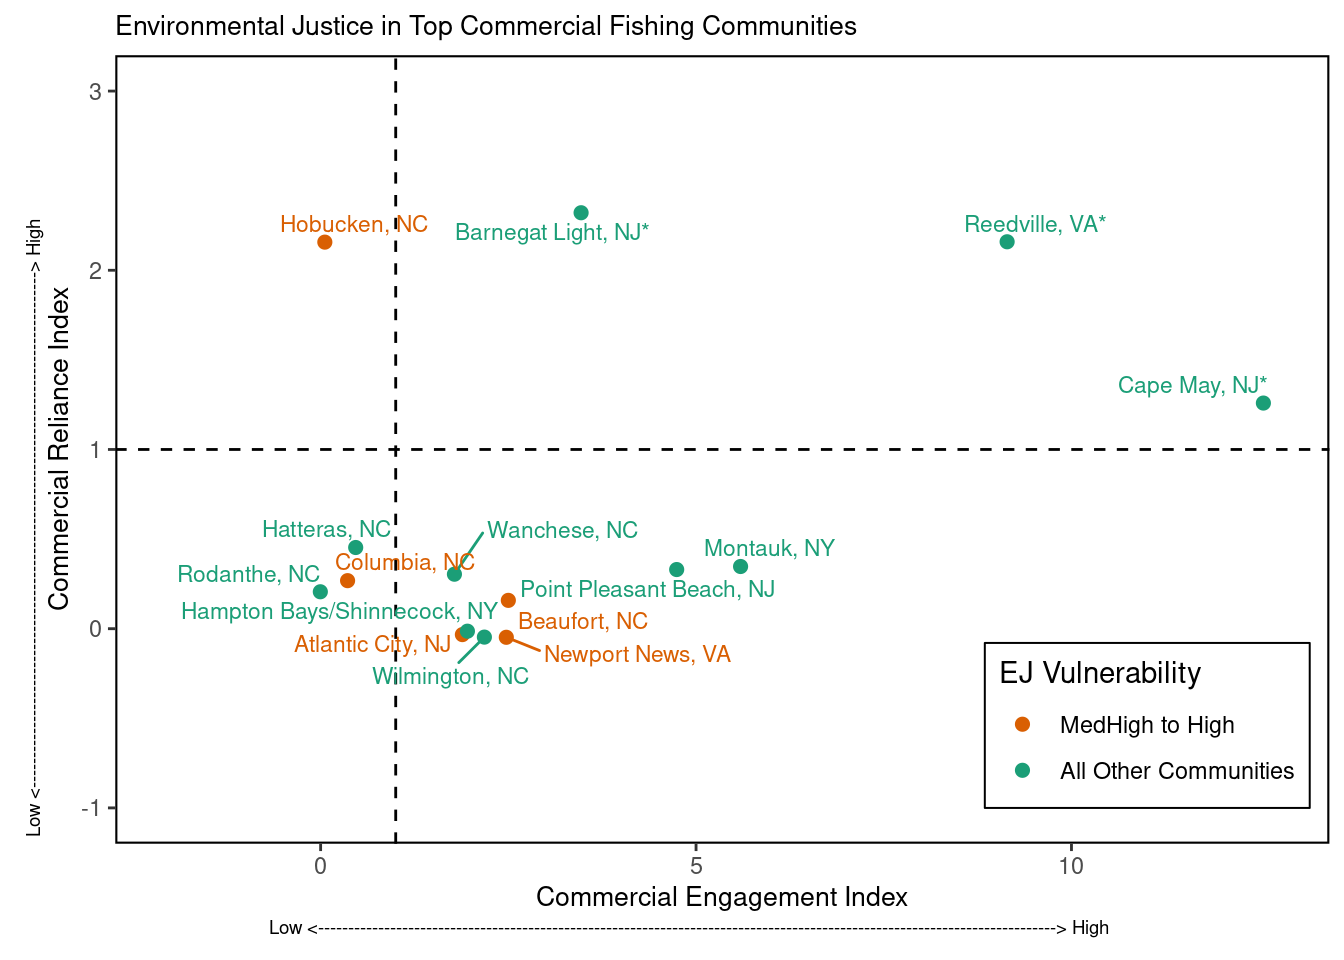 Environmental Justice in Top Commercial Fishing Communities
3
2
1
0
-1
Commercial Reliance Index
Low <---------------------------------------------------------------------------------------------------------> High
Hobucken, NC
Barnegat Light, NJ*
Reedville, VA*
Cape May, NJ*
Hatteras, NC
Wanchese, NC
Columbia, NC
Montauk, NY
Rodanthe, NC
Point Pleasant Beach, NJ
Hampton Bays/Shinnecock, NY
Beaufort, NC
Atlantic City, NJ
Newport News, VA
Wilmington, NC
EJ Vulnerability
MedHigh to High
All Other Communities
0
5
10
Commercial Engagement Index
Low <---------------------------------------------------------------------------------------------------------------------------> High